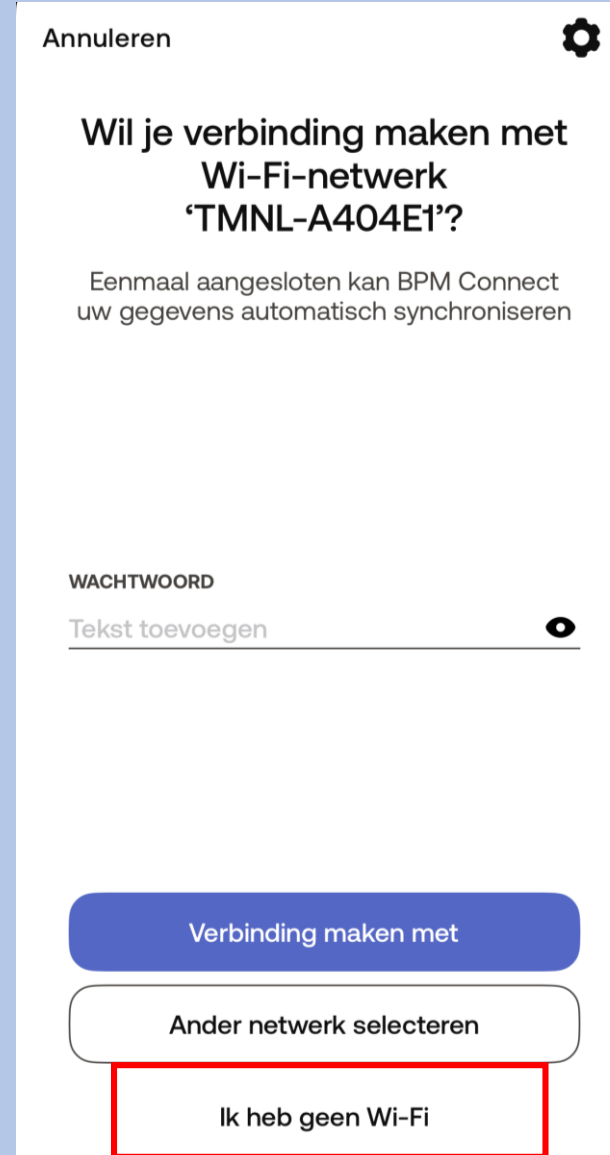 Annuleren
Wil je verbinding maken met
Wi-Fi-netwerk
‘TMNL-A404E1’?
Eenmaal aangesloten kan BPM Connect
uw gegevens automatisch synchroniseren
WACHTWOORD
Tekst toevoegen
Verbinding maken met
Ander netwerk selecteren
Ik heb geen Wi-Fi